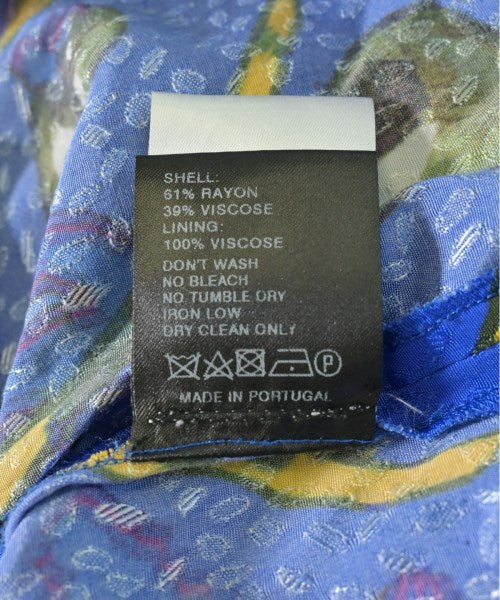 SHELL:
61% RAYON
39% VISCOSE
LINING:
100% VISCOSE
DON'T WASH
NO BLEACH
NO TUMBLE DRY
IRON LOW
DRY CLEAN ONLY
P
MADE IN PORTUGAL